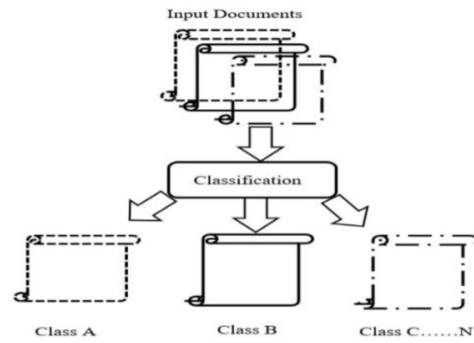 Input Documents
Classification
Class A
Class B
Class C......N